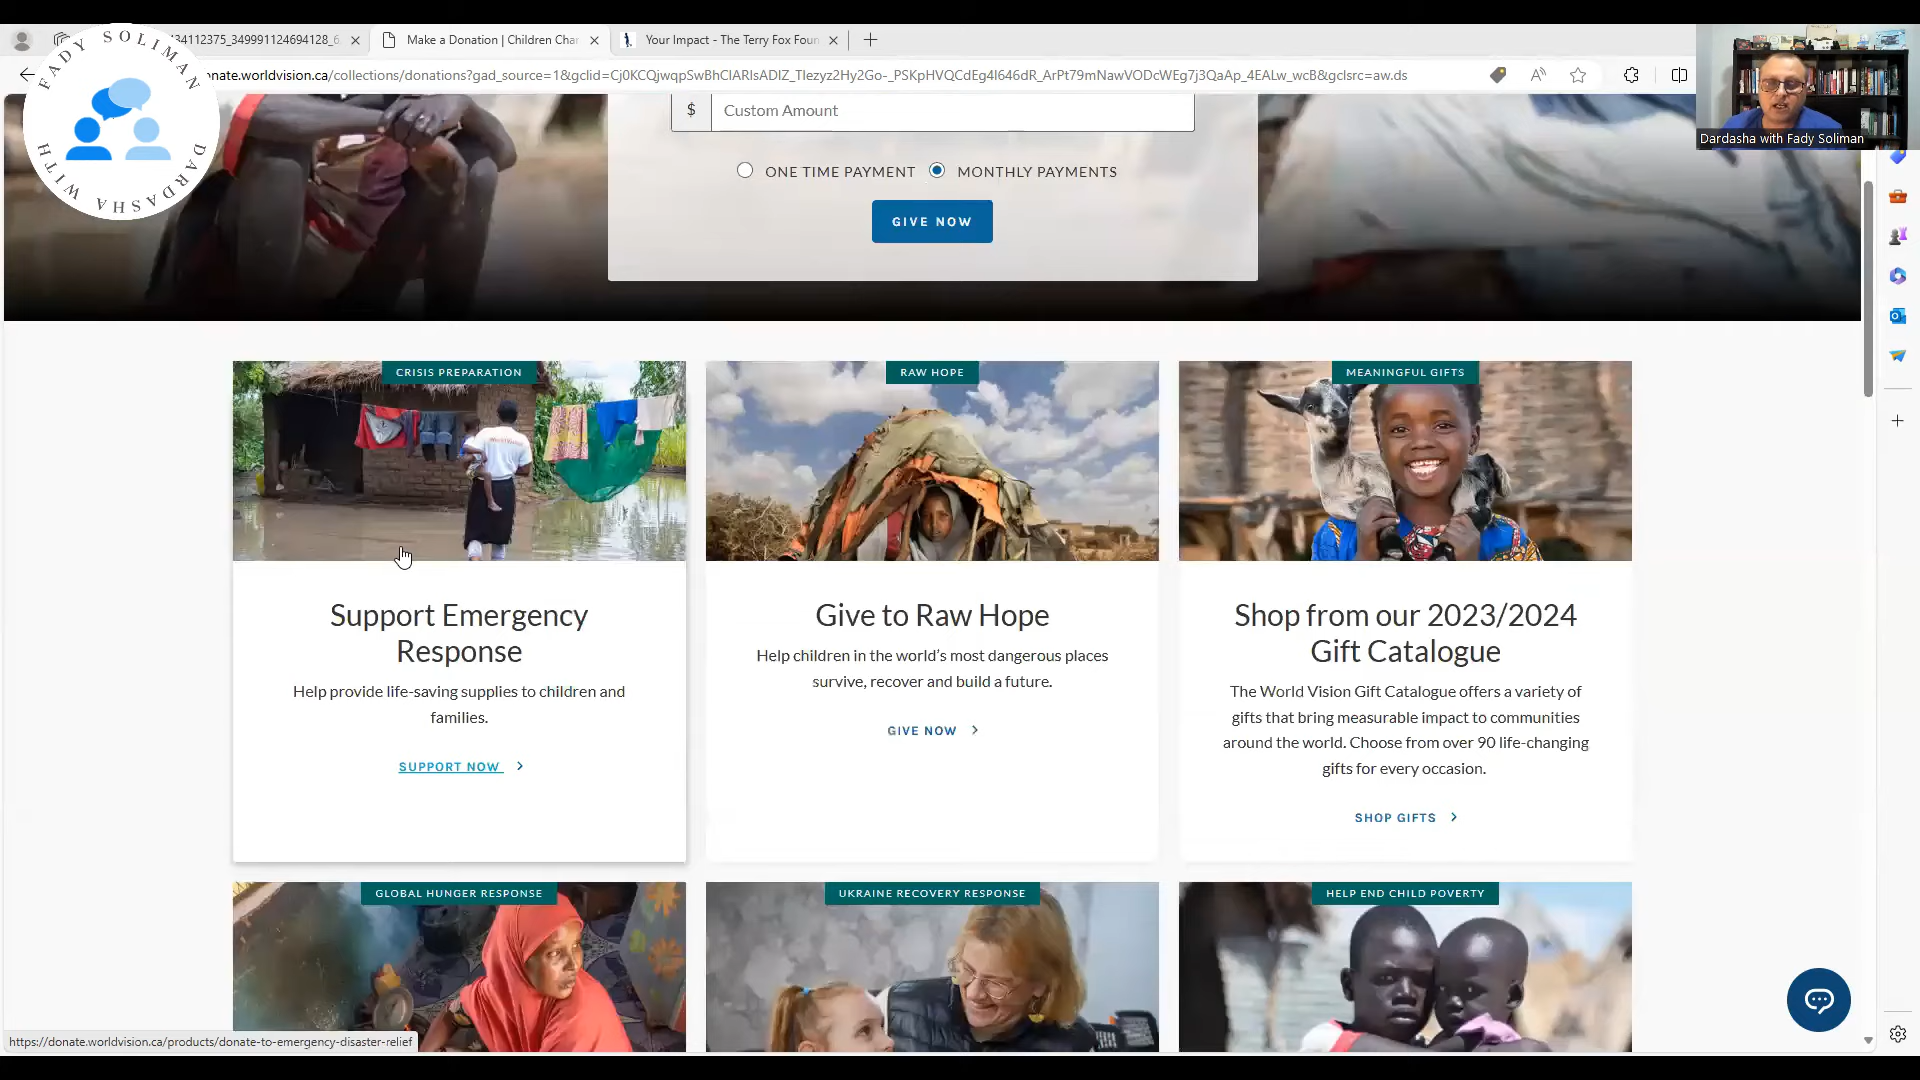 34112375_349991124694128_6
Make a Donation | Children Char
Your Impact - The Terry Fox Foun
FADY SOLIMAN
DARDASHA WITH
onate.worldvision.ca/collections/donations?gad_source=1&gclid=Cj0KCQjwqpSwBhClARIsADlZ_Tlezyz2Hy2Go-_PSKpHVQCdEg4l646dR_ArPt79mNawVODcWEg7j3QaAp_4EALw_wcB&gclsrc=aw.ds
Dardasha with Fady Soliman
$ Custom Amount
ONE TIME PAYMENT MONTHLY PAYMENTS
GIVE NOW
CRISIS PREPARATION
World Vision
Support Emergency
Response
Help provide life-saving supplies to children and
families.
SUPPORT NOW >
RAW HOPE
Give to Raw Hope
Help children in the world's most dangerous places
survive, recover and build a future.
GIVE NOW >
MEANINGFUL GIFTS
Shop from our 2023/2024
Gift Catalogue
The World Vision Gift Catalogue offers a variety of
gifts that bring measurable impact to communities
around the world. Choose from over 90 life-changing
gifts for every occasion.
SHOP GIFTS >
GLOBAL HUNGER RESPONSE
UKRAINE RECOVERY RESPONSE
HELP END CHILD POVERTY
https://donate.worldvision.ca/products/donate-to-emergency-disaster-relief